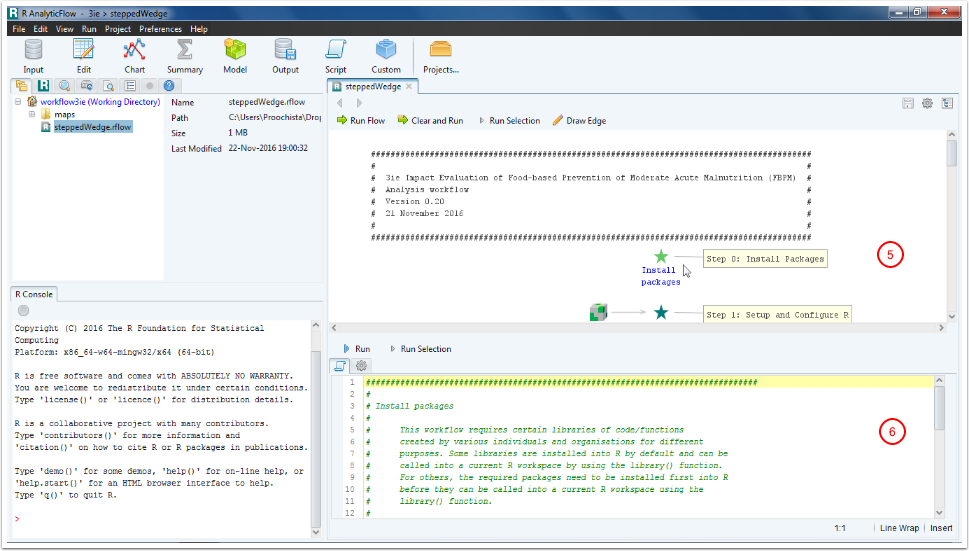 R AnalyticFlow - 3ie > steppedWedge
File Edit View Run Project Preferences Help
Input Edit Chart Summary Model Output Script Custom Projects...
workflow3ie (Working Directory)
maps
steppedWedge.rflow
Name steppedWedge.rflow
Path C:\Users\Proochista\Drop
Size 1 MB
Last Modified 22-Nov-2016 19:00:32
R Console
Copyright (C) 2016 The R Foundation for Statistical
Computing
Platform: x86_64-w64-mingw32/x64 (64-bit)
R is free software and comes with ABSOLUTELY NO WARRANTY.
You are welcome to redistribute it under certain conditions.
Type 'license()' or 'licence()' for distribution details.
R is a collaborative project with many contributors.
Type 'contributors()' for more information and
'citation()' on how to cite R or R packages in publications.
Type 'demo()' for some demos, 'help()' for on-line help, or
'help.start()' for an HTML browser interface to help.
Type 'q()' to quit R.
>
steppedWedge
Run Flow Clear and Run Run Selection Draw Edge
##########################################################################################
# #
# 3ie Impact Evaluation of Food-based Prevention of Moderate Acute Malnutrition (FBPM) #
# Analysis workflow #
# Version 0.20 #
# 21 November 2016 #
# #
##########################################################################################
Install
packages
Step 0: Install Packages
5
Step 1: Setup and Configure R
Run Run Selection
1 ################################################################################
2 #
3 # Install packages
4 #
5 # This workflow requires certain libraries of code/functions
6 # created by various individuals and organisations for different
7 # purposes. Some libraries are installed into R by default and can be
8 # called into a current R workspace by using the library() function.
9 # For others, the required packages need to be installed first into R
10 # before they can be called into a current R workspace using the
11 # library() function.
12 #
6
1:1 Line Wrap Insert